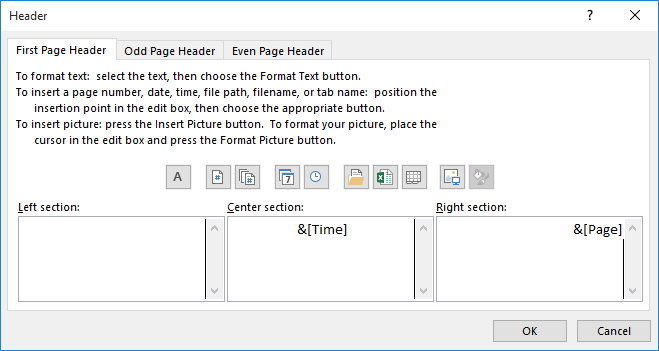 Header
?
First Page Header Odd Page Header Even Page Header
To format text:  select the text, then choose the Format Text button.
To insert a page number, date, time, file path, filename, or tab name:  position the
insertion point in the edit box, then choose the appropriate button.
To insert picture: press the Insert Picture button.  To format your picture, place the
cursor in the edit box and press the Format Picture button.
A # # 7
Left section: Center section: Right section:
&[Time] &[Page]
OK Cancel